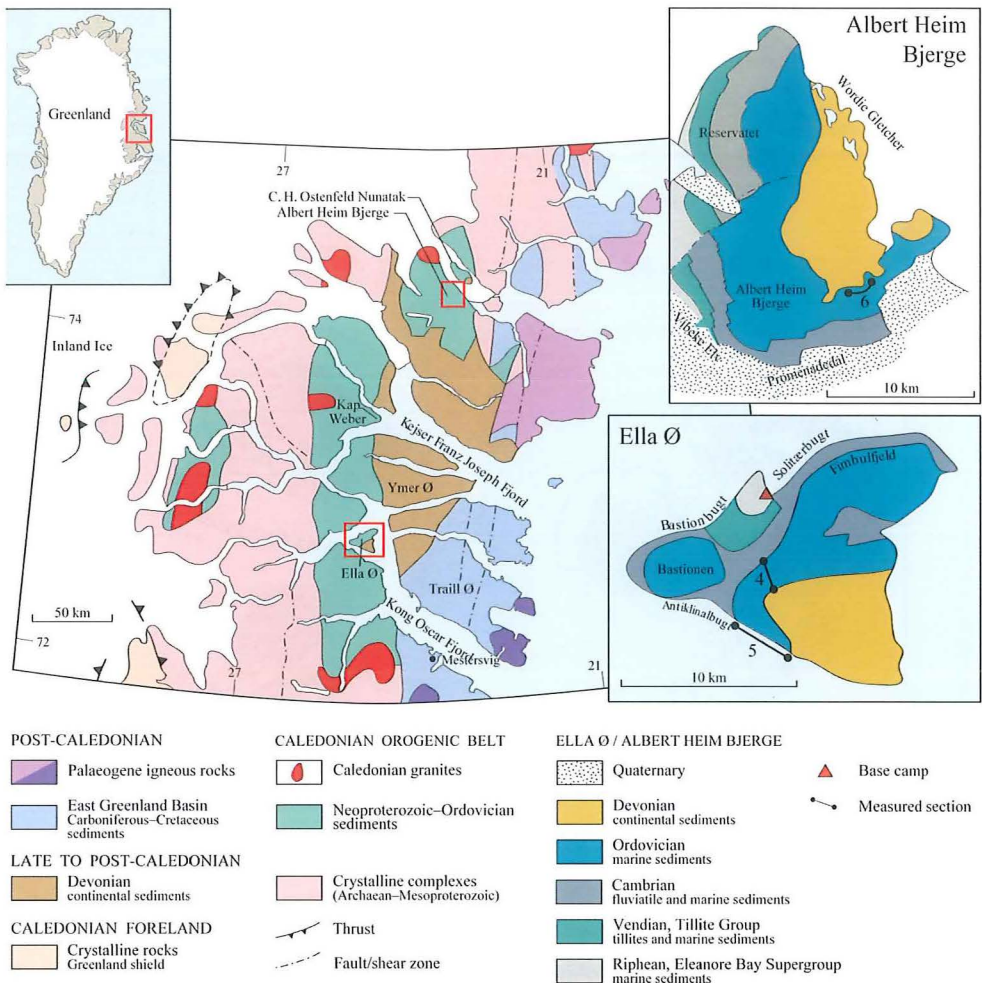 Greenland
27
21
C. H. Ostenfeld Nunatak
Albert Heim Bjerge
74
Inland Ice
Kap
Weber
Kejser Franz Joseph Fjord
Ymer Ø
Ella Ø
Traill Ø
50 km
Kong Oscar Fjord
Mestersvig
72
27
21
Albert Heim
Bjerge
Wordie Gletcher
Reservatet
Albert Heim
Bjerge
6
Promenadedal
10 km
Ella Ø
Solitærbugt
Fimbulfjeld
Bastion bugt
Bastionen
4
Antiklinalbugt
5
10 km
POST-CALEDONIAN
Palaeogene igneous rocks
East Greenland Basin
Carboniferous–Cretaceous
sediments
LATE TO POST-CALEDONIAN
Devonian
continental sediments
CALEDONIAN FORELAND
Crystalline rocks
Greenland shield
CALEDONIAN OROGENIC BELT
Caledonian granites
Neoproterozoic–Ordovician
sediments
Crystalline complexes
(Archaean–Mesoproterozoic)
Thrust
Fault/shear zone
ELLA Ø / ALBERT HEIM BJERGE
Quaternary
Devonian
continental sediments
Ordovician
marine sediments
Cambrian
fluviatile and marine sediments
Vendian, Tillite Group
tillites and marine sediments
Riphean, Eleanore Bay Supergroup
marine sediments
Base camp
Measured section